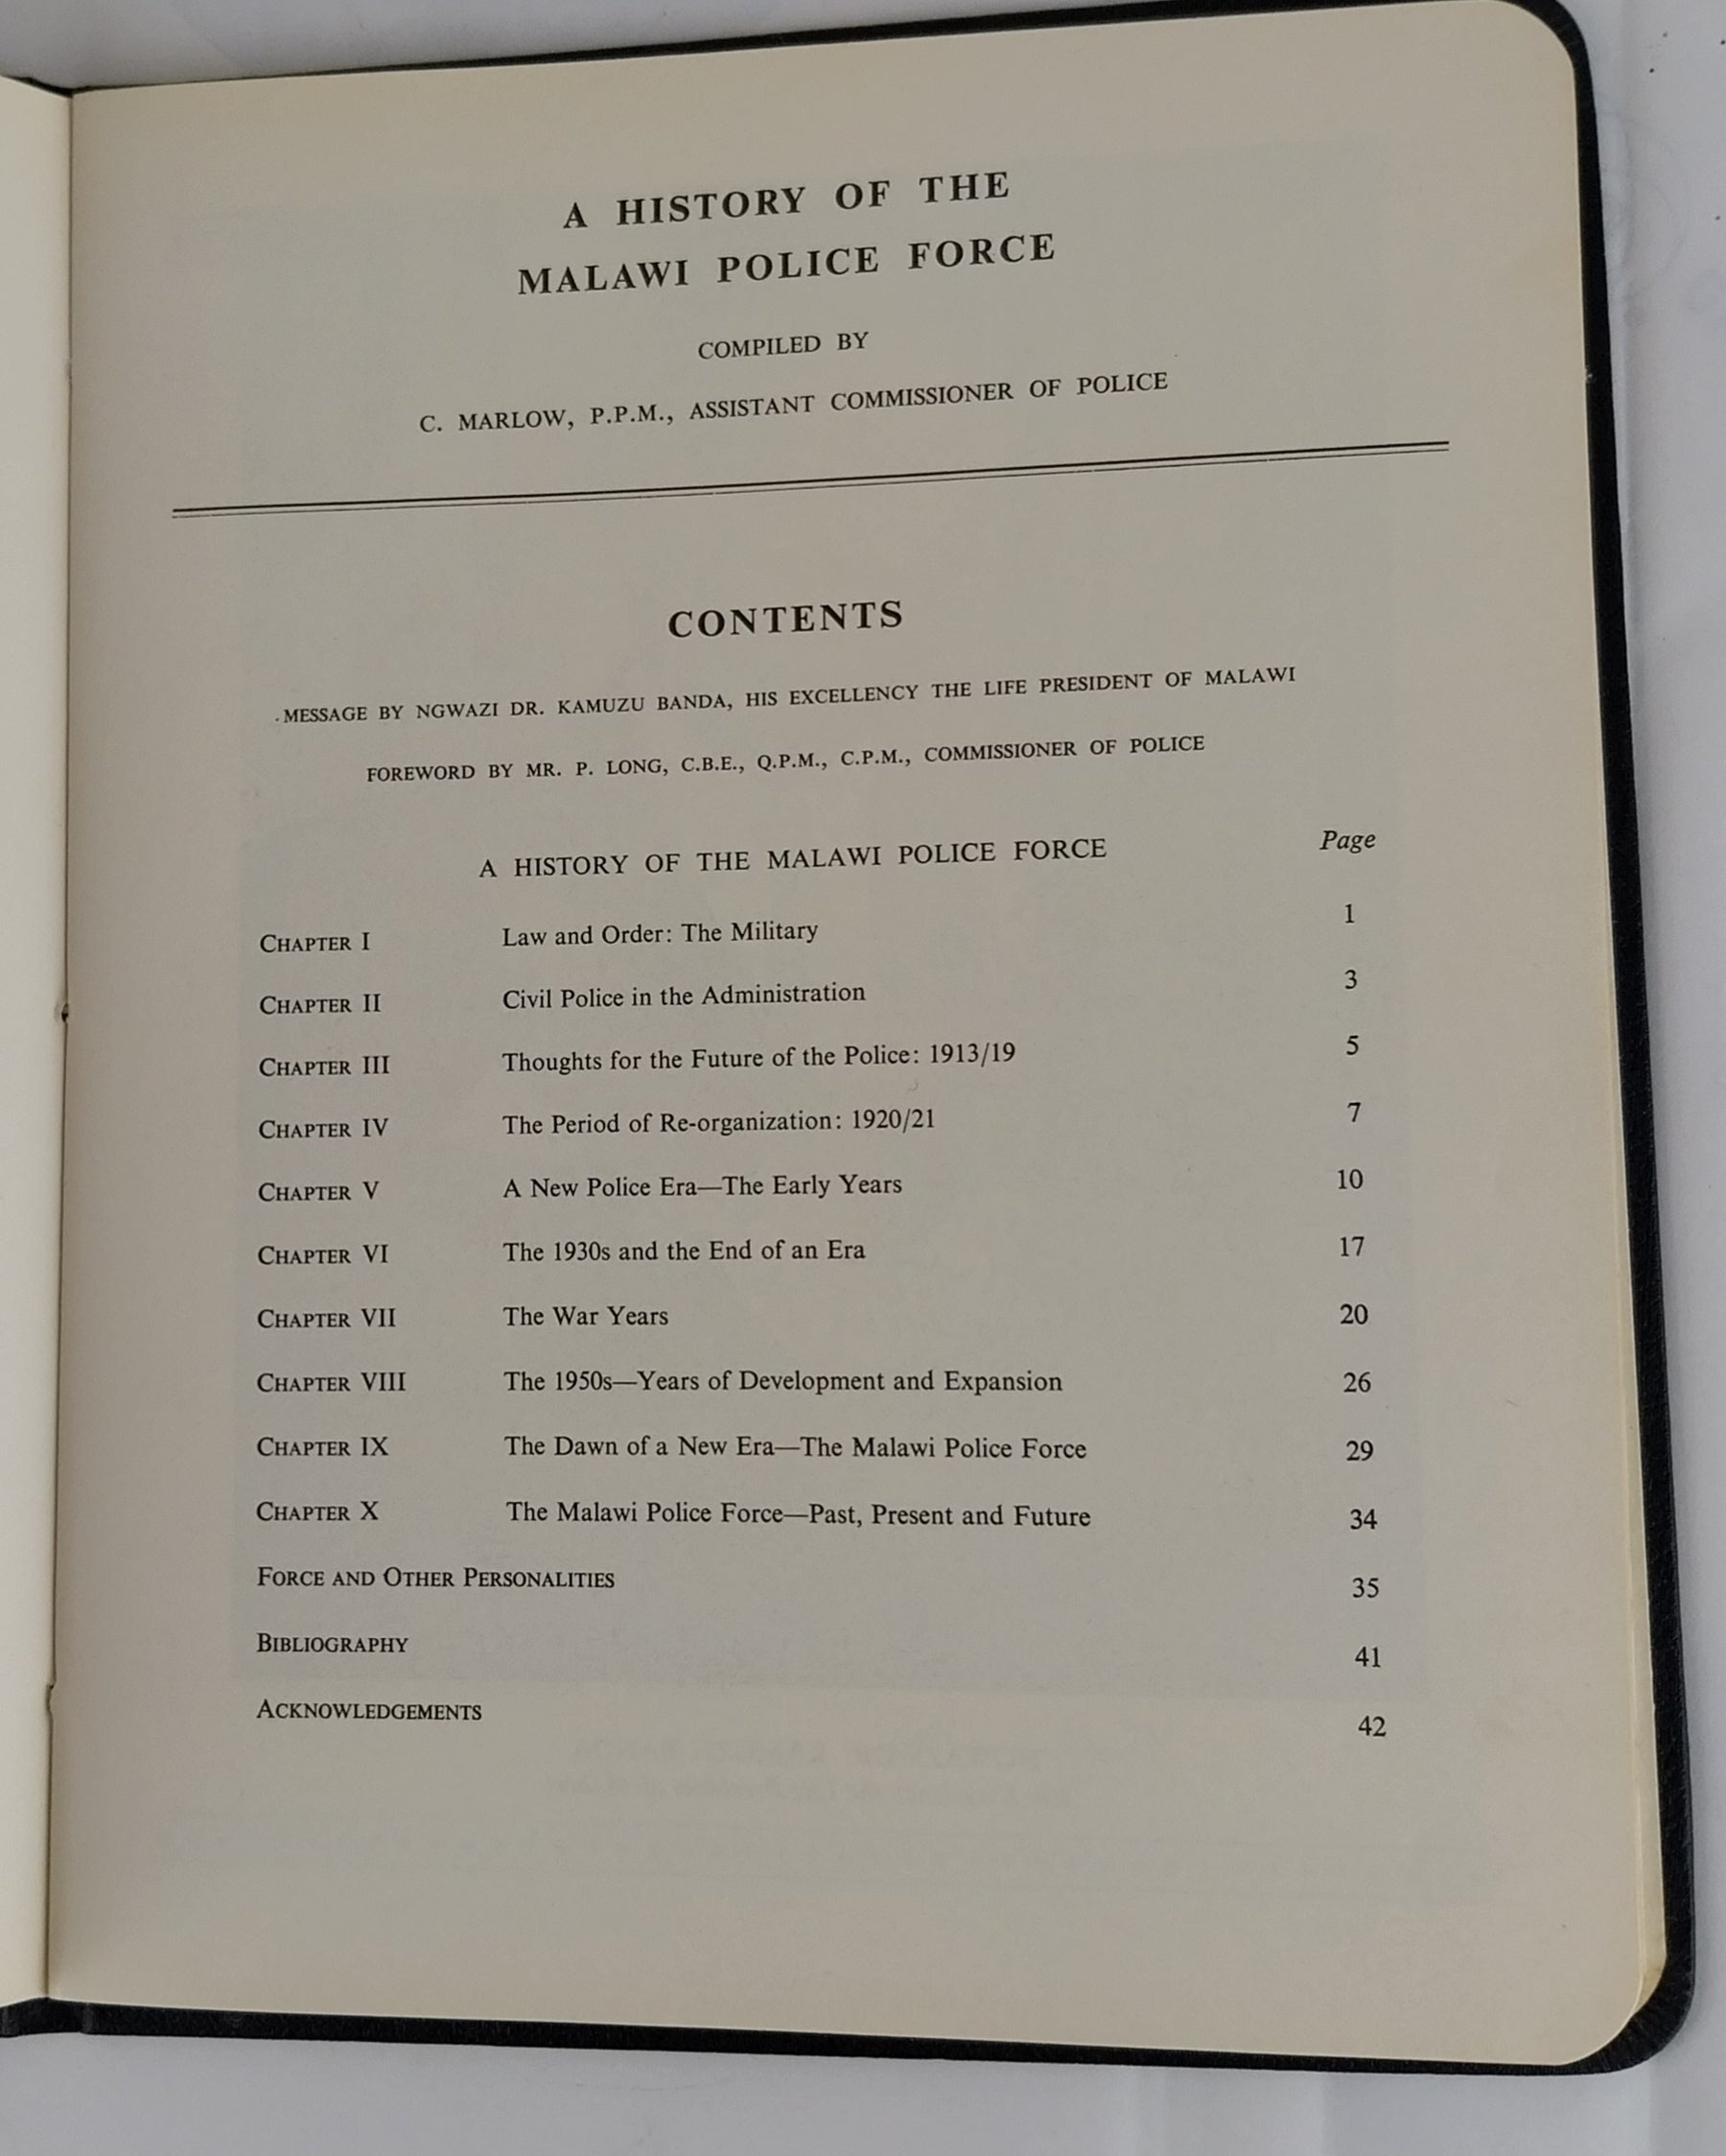 A HISTORY OF THE
MALAWI POLICE FORCE
COMPILED BY
C. MARLOW, P.P.M., ASSISTANT COMMISSIONER OF POLICE
CONTENTS
MESSAGE BY NGWAZI DR. KAMUZU BANDA, HIS EXCELLENCY THE LIFE PRESIDENT OF MALAWI
FOREWORD BY MR. P. LONG, C.B.E., Q.P.M., C.P.M., COMMISSIONER OF POLICE
A HISTORY OF THE MALAWI POLICE FORCE Page
CHAPTER I Law and Order: The Military 1
CHAPTER II Civil Police in the Administration 3
CHAPTER III Thoughts for the Future of the Police: 1913/19 5
CHAPTER IV The Period of Re-organization: 1920/21 7
CHAPTER V A New Police Era—The Early Years 10
CHAPTER VI The 1930s and the End of an Era 17
CHAPTER VII The War Years 20
CHAPTER VIII The 1950s—Years of Development and Expansion 26
CHAPTER IX The Dawn of a New Era—The Malawi Police Force 29
CHAPTER X The Malawi Police Force—Past, Present and Future 34
FORCE AND OTHER PERSONALITIES 35
BIBLIOGRAPHY 41
ACKNOWLEDGEMENTS 42